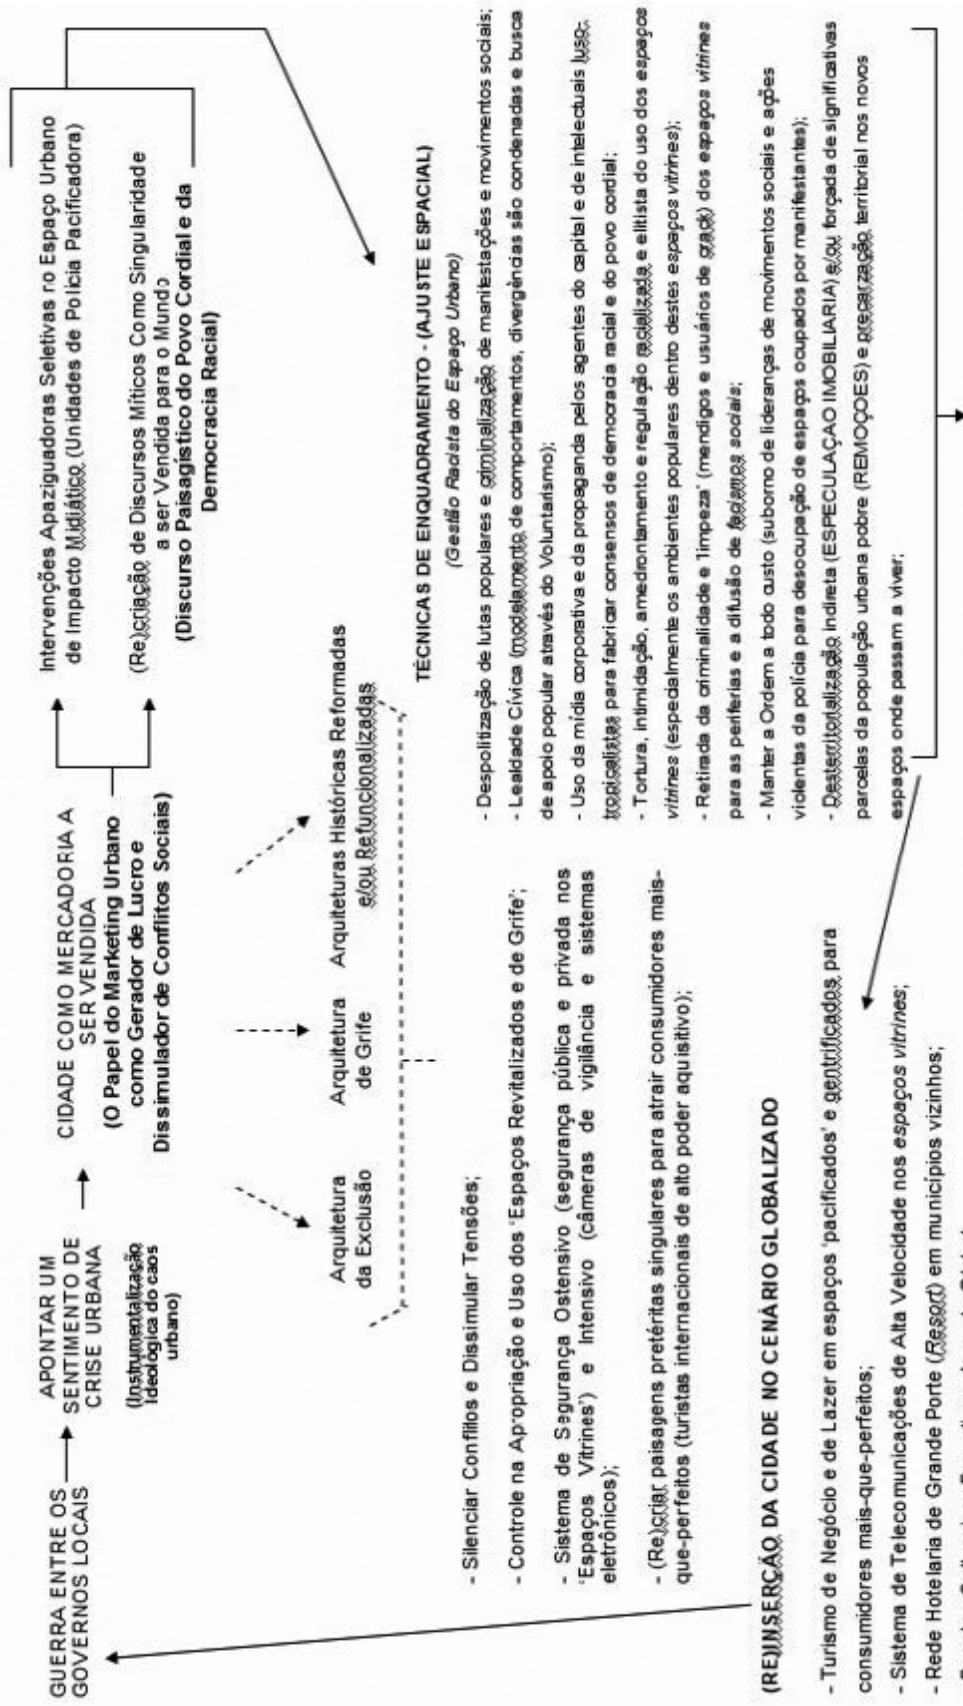 GUERRA ENTRE OS
GOVERNOS LOCAIS
APONTAR UM
SENTIMENTO DE
CRISE URBANA
(Instrumentalização
Ideológica do caos
urbano)
CIDADE COMO MERCADORIA A
SER VENDIDA
(O Papel do Marketing Urbano
como Gerador de Lucro e
Dissimulador de Conflitos Sociais)
Intervenções Apaziguadoras Seletivas no Espaço Urbano
de Impacto Midiático (Unidades de Polícia Pacificadora)
(Re)criação de Discursos Míticos Como Singularidade
a ser Vendida para o Mundo
(Discurso Paisagístico do Povo Cordial e da
Democracia Racial)
Arquitetura
da Exclusão
Arquitetura
de Grife
Arquiteturas Históricas Reformadas
e/ou Refucionalizadas
- Silenciar Conflitos e Dissimular Tensões;
- Controle na Apropriação e Uso dos 'Espaços Revitalizados e de Grife';
- Sistema de Segurança Ostensivo (segurança pública e privada nos
'Espaços Vitrines') e Intensivo (câmeras de vigilância e sistemas
eletrônicos);
- (Re)criar paisagens pretéritas singulares para atrair consumidores mais-
que-perfeitos (turistas internacionais de alto poder aquisitivo);
TÉCNICAS DE ENQUADRAMENTO - (AJUSTE ESPACIAL)
(Gestão Racista do Espaço Urbano)
- Despolitização de lutas populares e criminalização de manifestações e movimentos sociais;
- Lealdade Cívica (modelamento de comportamentos, divergências são condenadas e busca
de apoio popular através do Voluntarismo);
- Uso da mídia corporativa e da propaganda pelos agentes do capital e de intelectuais luso-
tropicalistas para fabricar consensos de democracia racial e do povo cordial;
- Tortura, intimidação, amedrontamento e regulação racializada e elitista do uso dos espaços
vitrines (especialmente os ambientes populares dentro destes espaços vitrines);
- Retirada da criminalidade e 'limpeza' (mendigos e usuários de crack) dos espaços vitrines
para as periferias e a difusão de fascismos sociais;
- Manter a Ordem a todo custo (suborno de lideranças de movimentos sociais e ações
violentas da polícia para desocupação de espaços ocupados por manifestantes);
- Desterritorialização indireta (ESPECULAÇÃO IMOBILIARIA) e/ou forçada de significativas
parcelas da população urbana pobre (REMOÇÕES) e precarização territorial nos novos
espaços onde passam a viver;
(RE)INSERÇÃO DA CIDADE NO CENÁRIO GLOBALIZADO
- Turismo de Negócio e de Lazer em espaços 'pacificados' e gentrificados para
consumidores mais-que-perfeitos;
- Sistema de Telecomunicações de Alta Velocidade nos espaços vitrines;
- Rede Hotelaria de Grande Porte (Resort) em municípios vizinhos;